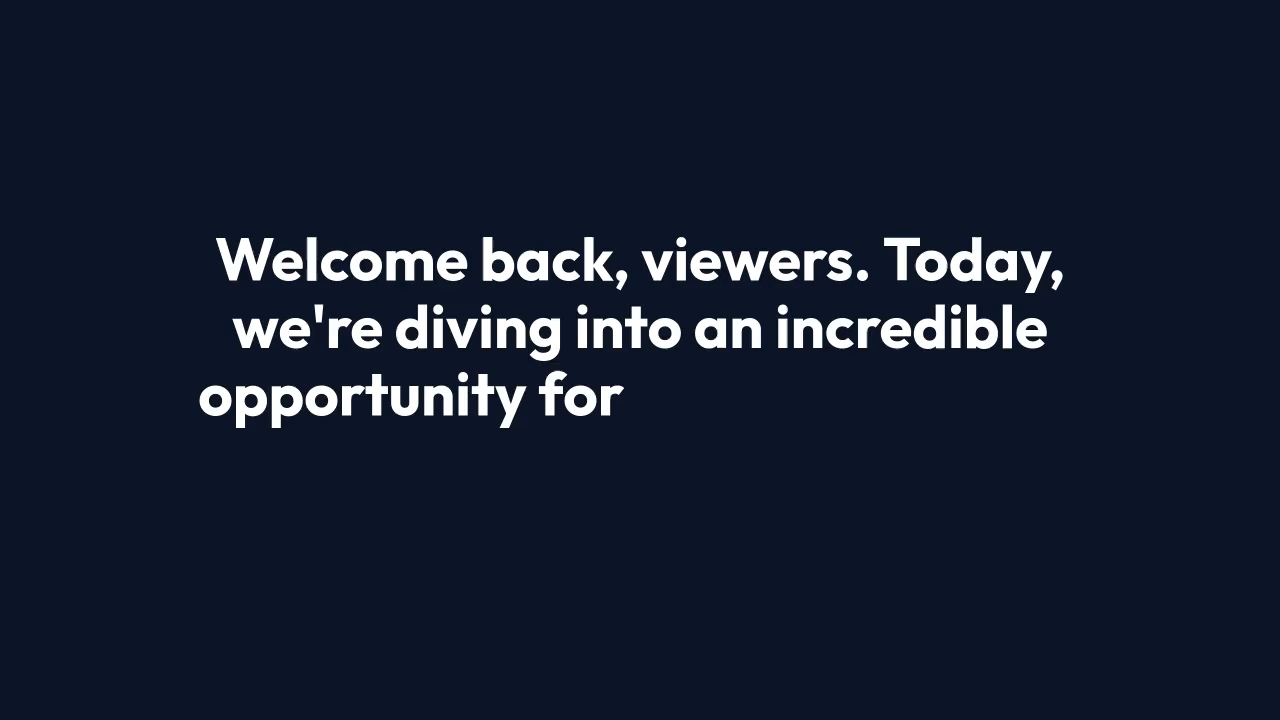 Welcome back, viewers. Today,
we're diving into an incredible
opportunity for